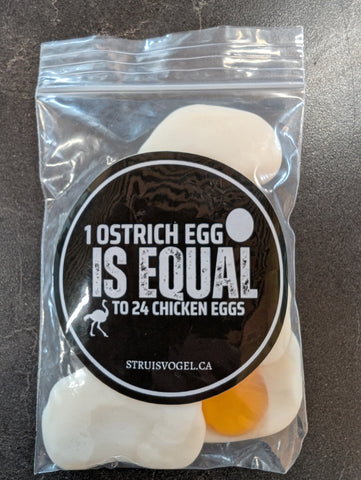 1 OSTRICH EGG
IS EQUAL
TO 24 CHICKEN EGGS
STRUISVOGEL.CA